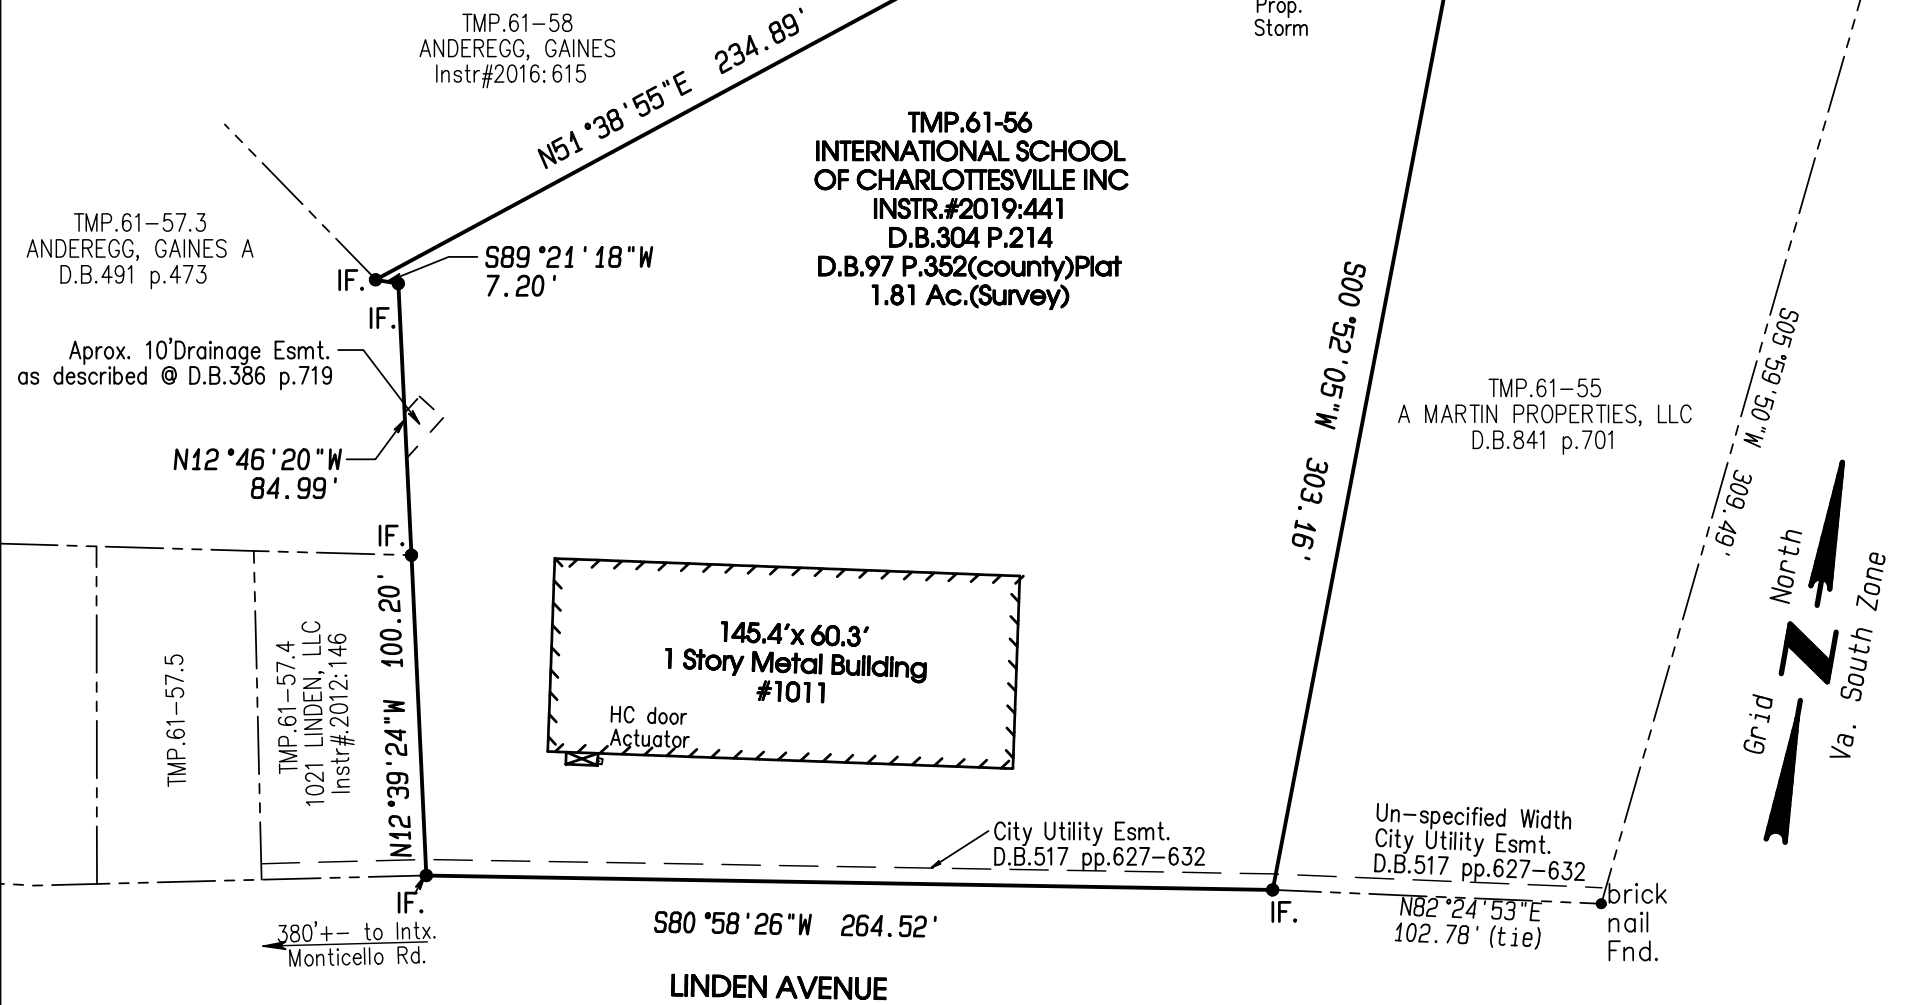 TMP.61-58
ANDEREGG, GAINES
Instr#2016:615
N51°38'55"E 234.89'
Prop.
Storm
TMP.61-56
INTERNATIONAL SCHOOL
OF CHARLOTTESVILLE INC
INSTR.#2019:441
D.B.304 P.214
D.B.97 P.352(county)Plat
1.81 Ac.(Survey)
TMP.61-57.3
ANDEREGG, GAINES A
D.B.491 p.473
IF.
S89°21'18"W
7.20'
IF.
Aprox. 10'Drainage Esmt.
as described @ D.B.386 p.719
N12°46'20"W
84.99'
IF.
S00°52'05"W 303.16'
TMP.61-55
A MARTIN PROPERTIES, LLC
D.B.841 p.701
S05°59'50"W 309.49'
Grid North
Va. South Zone
N
TMP.61-57.5
TMP.61-57.4
1021 LINDEN, LLC
Instr#.2012:146
N12°39'24"W 100.20'
145.4'x 60.3'
1 Story Metal Building
#1011
HC door
Actuator
City Utility Esmt.
D.B.517 pp.627-632
Un-specified Width
City Utility Esmt.
D.B.517 pp.627-632
IF.
S80°58'26"W 264.52'
IF.
N82°24'53"E
102.78' (tie)
brick
nail
Fnd.
380'+- to Intx.
Monticello Rd.
LINDEN AVENUE